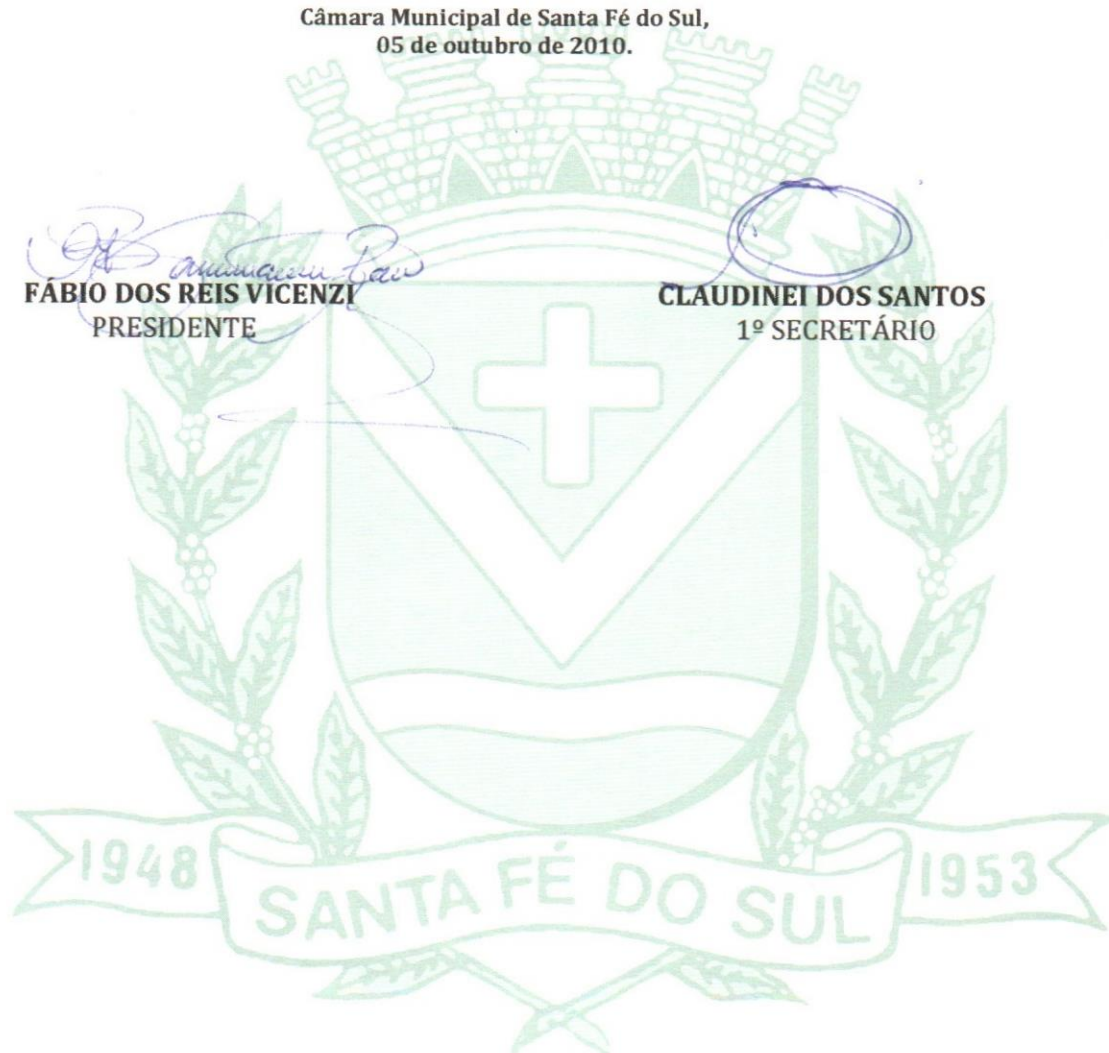 Câmara Municipal de Santa Fé do Sul,
05 de outubro de 2010.
FÁBIO DOS REIS VICENZI
PRESIDENTE
CLAUDINEI DOS SANTOS
1º SECRETÁRIO
1948
SANTA FÉ DO SUL
1953